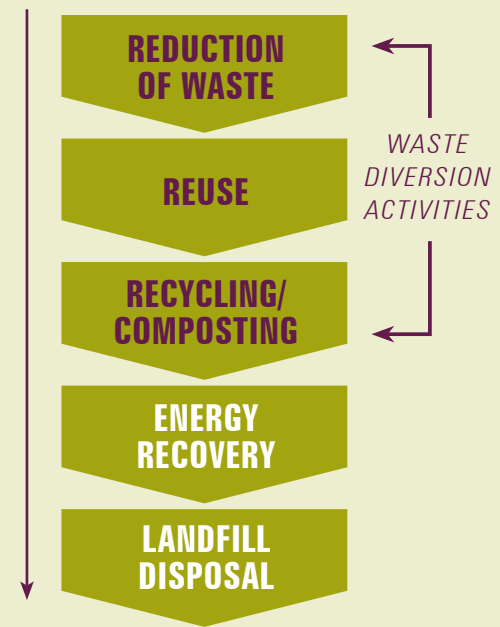 REDUCTION
OF WASTE
WASTE
DIVERSION
ACTIVITIES
REUSE
RECYCLING/
COMPOSTING
ENERGY
RECOVERY
LANDFILL
DISPOSAL